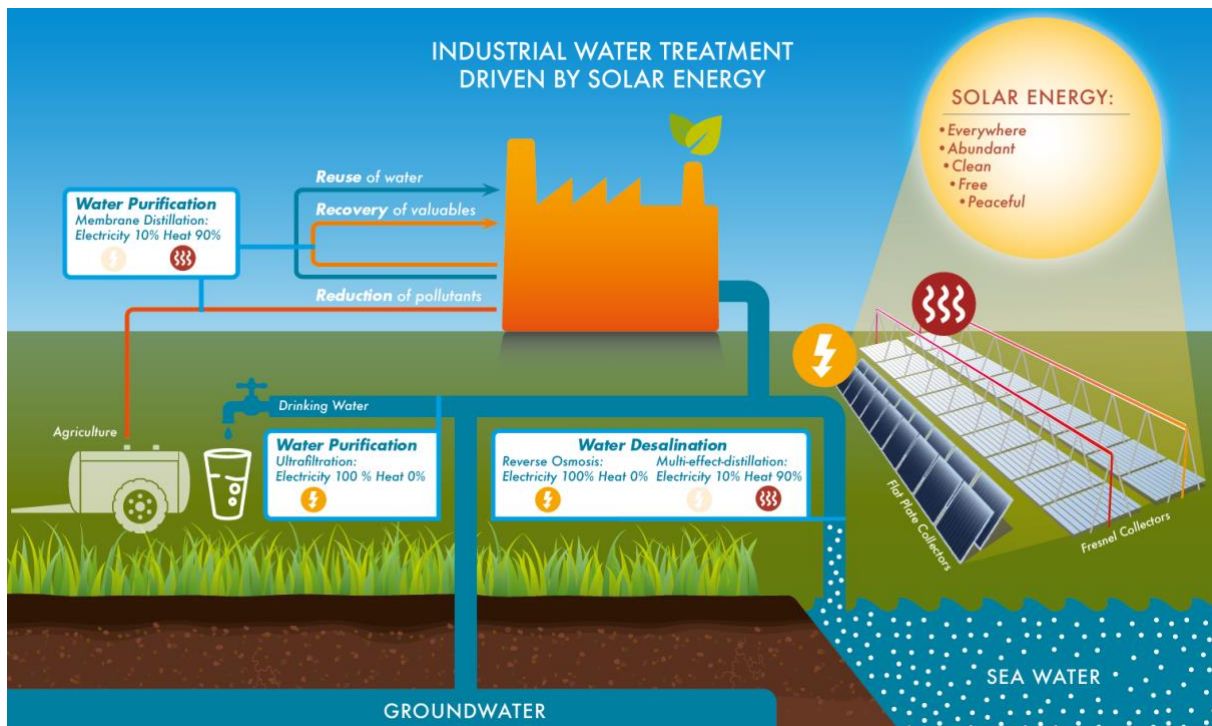 INDUSTRIAL WATER TREATMENT
DRIVEN BY SOLAR ENERGY
SOLAR ENERGY:
• Everywhere
• Abundant
• Clean
• Free
• Peaceful
Reuse of water
Recovery of valuables
Reduction of pollutants
Water Purification
Membrane Distillation:
Electricity 10% Heat 90%
Drinking Water
Agriculture
Water Purification
Ultrafiltration:
Electricity 100 % Heat 0%
Water Desalination
Reverse Osmosis:
Electricity 100% Heat 0%
Multi-effect-distillation:
Electricity 10% Heat 90%
Flat Plate Collectors
Fresnel Collectors
SEA WATER
GROUNDWATER